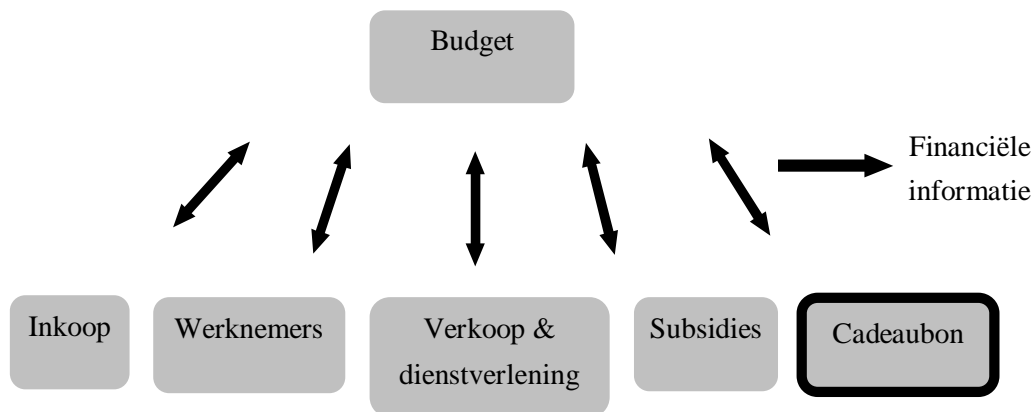 Budget
Financiële
informatie
Inkoop
Werknemers
Verkoop &
dienstverlening
Subsidies
Cadeaubon